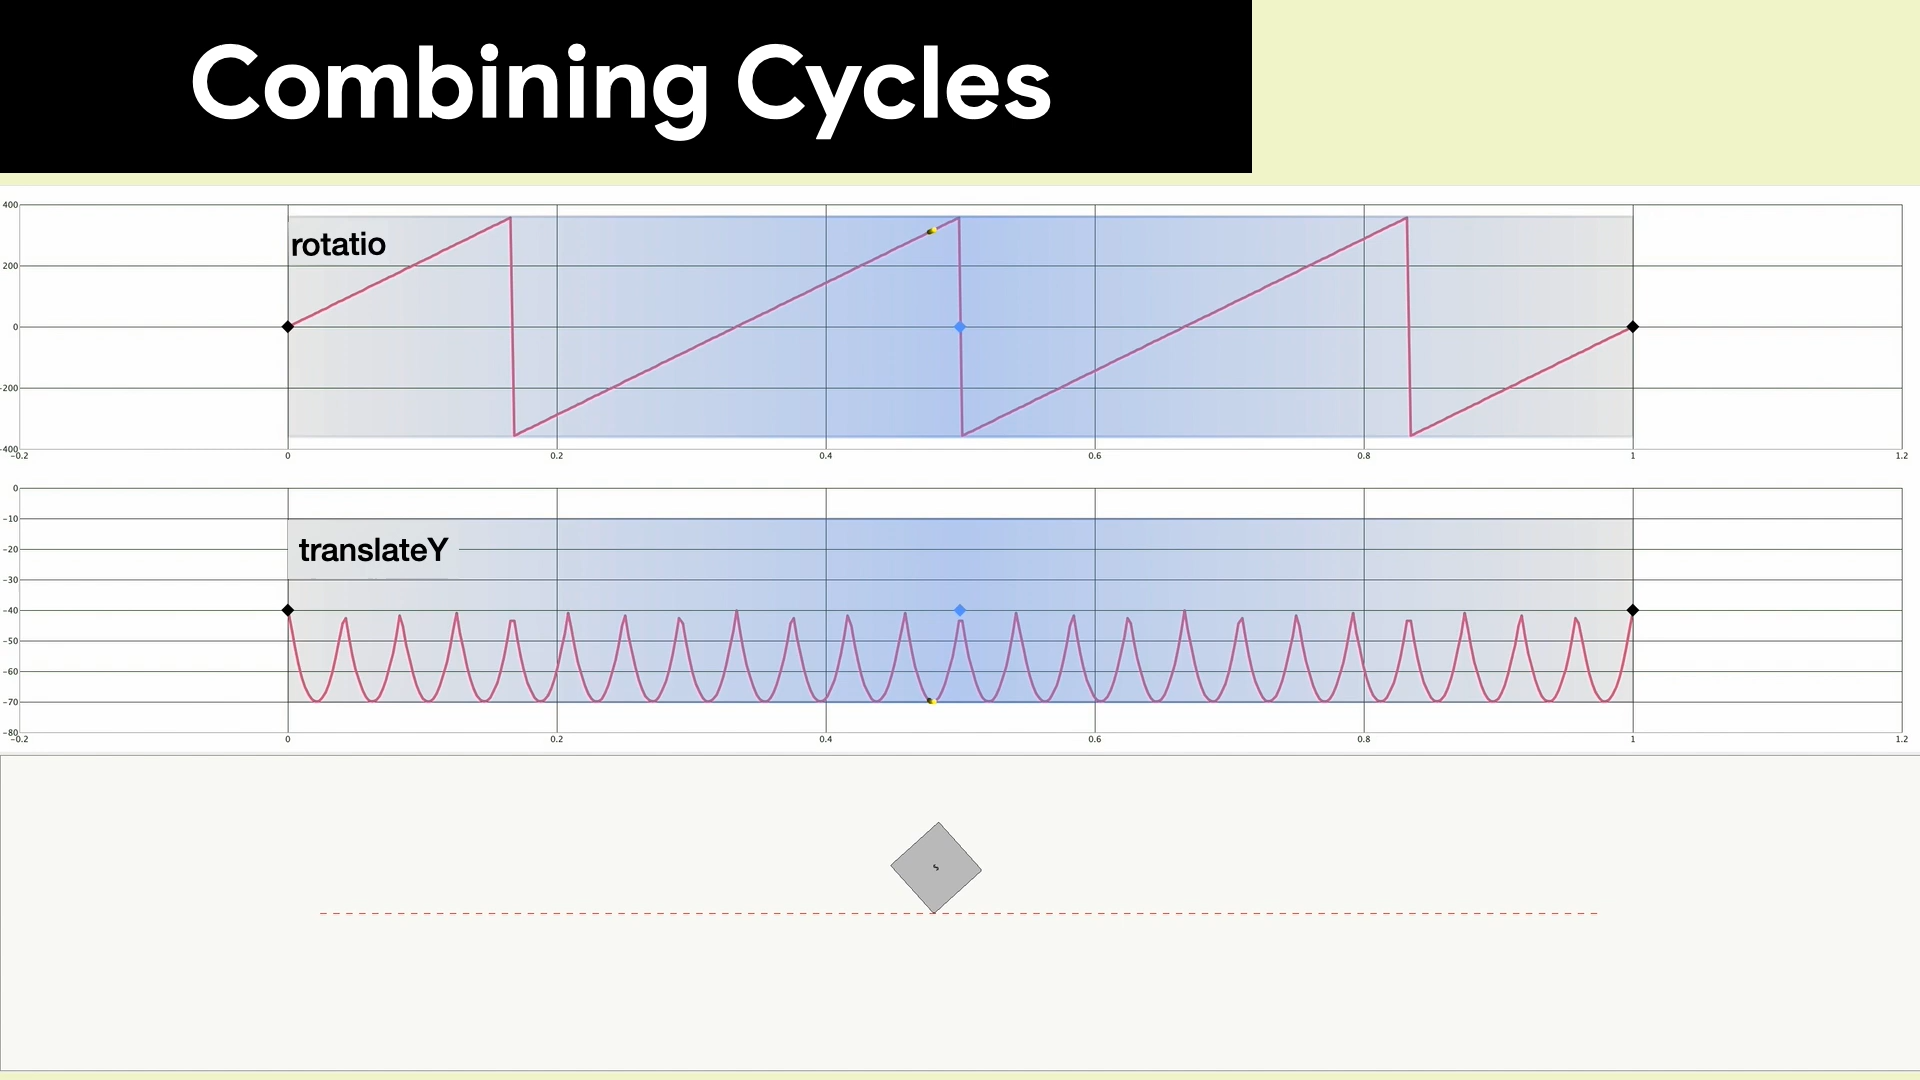 Combining Cycles
400
rotatio
200
0
-200
-400
-0.2 0 0.2 0.4 0.6 0.8 1 1.2
0
-10
-20
translateY
-30
-40
-50
-60
-70
-80
-0.2 0 0.2 0.4 0.6 0.8 1 1.2